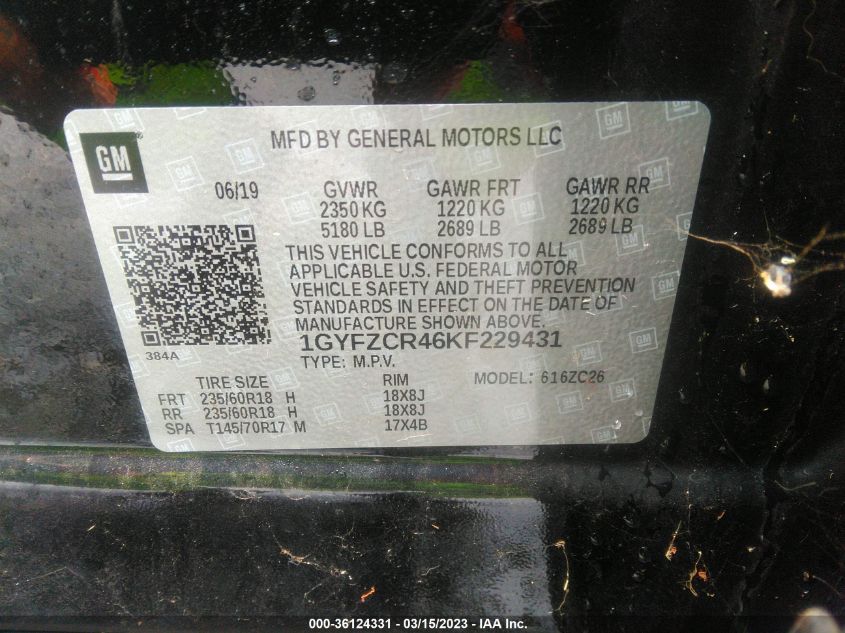 GM
MFD BY GENERAL MOTORS LLC
06/19 GVWR GAWR FRT GAWR RR
2350 KG 1220 KG 1220 KG
5180 LB 2689 LB 2689 LB
THIS VEHICLE CONFORMS TO ALL
APPLICABLE U.S. FEDERAL MOTOR
VEHICLE SAFETY AND THEFT PREVENTION
STANDARDS IN EFFECT ON THE DATE OF
MANUFACTURE SHOWN ABOVE.
384A
1GYFZCR46KF229431
TYPE: M.P.V.
MODEL: 616ZC26
TIRE SIZE RIM
FRT 235/60R18 H 18X8J
RR 235/60R18 H 18X8J
SPA T145/70R17 M 17X4B
000-36124331 - 03/15/2023 - IAA Inc.